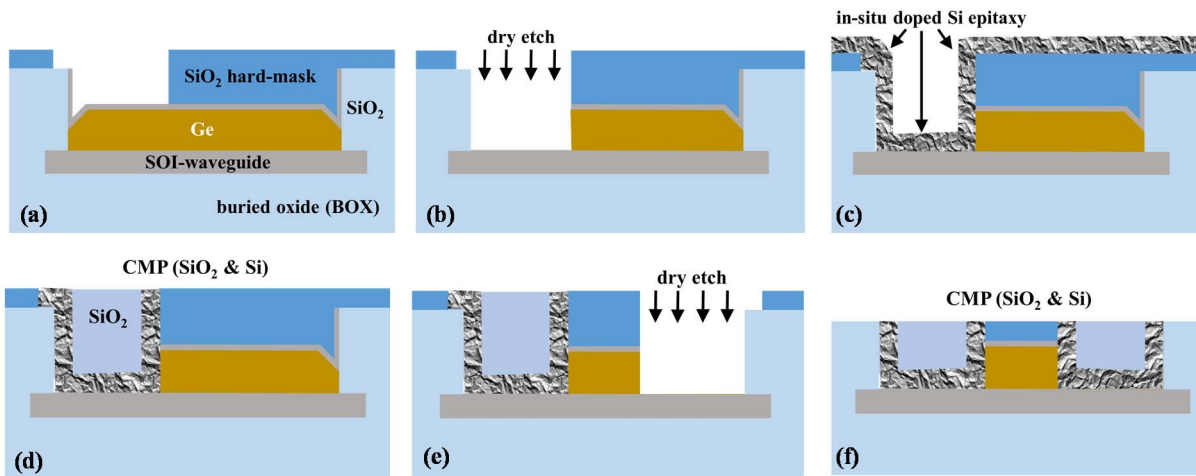 SiO₂ hard-mask
SiO₂
Ge
SOI-waveguide
buried oxide (BOX)
(a)
dry etch
(b)
in-situ doped Si epitaxy
(c)
CMP (SiO₂ & Si)
SiO₂
(d)
dry etch
(e)
CMP (SiO₂ & Si)
(f)